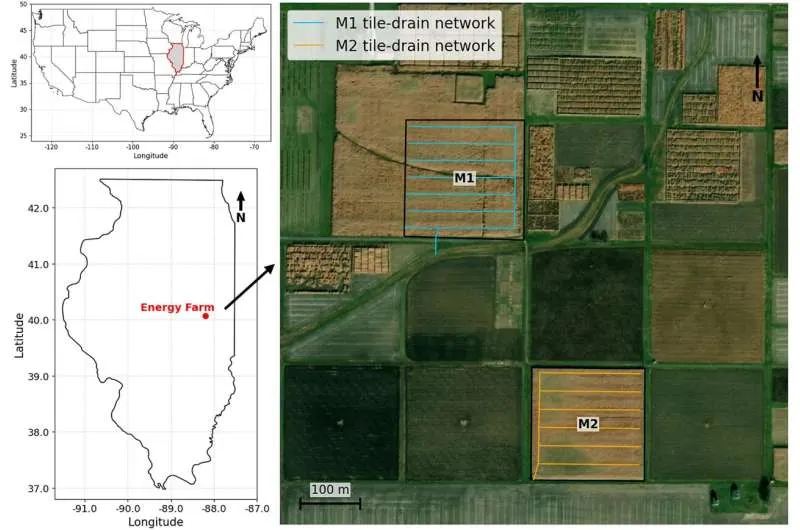 50
45
40
35
30
25
Latitude
-120
-110
-100
-90
-80
-70
Longitude
N
42.0
41.0
40.0
39.0
38.0
37.0
Latitude
Energy Farm
-91.0
-90.0
-89.0
-88.0
-87.0
Longitude
M1 tile-drain network
M2 tile-drain network
N
M1
M2
100 m